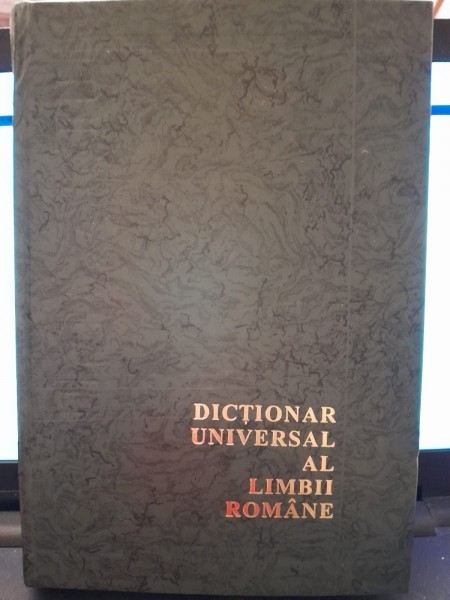 DICȚIONAR
UNIVERSAL
AL
LIMBII
ROMÂNE